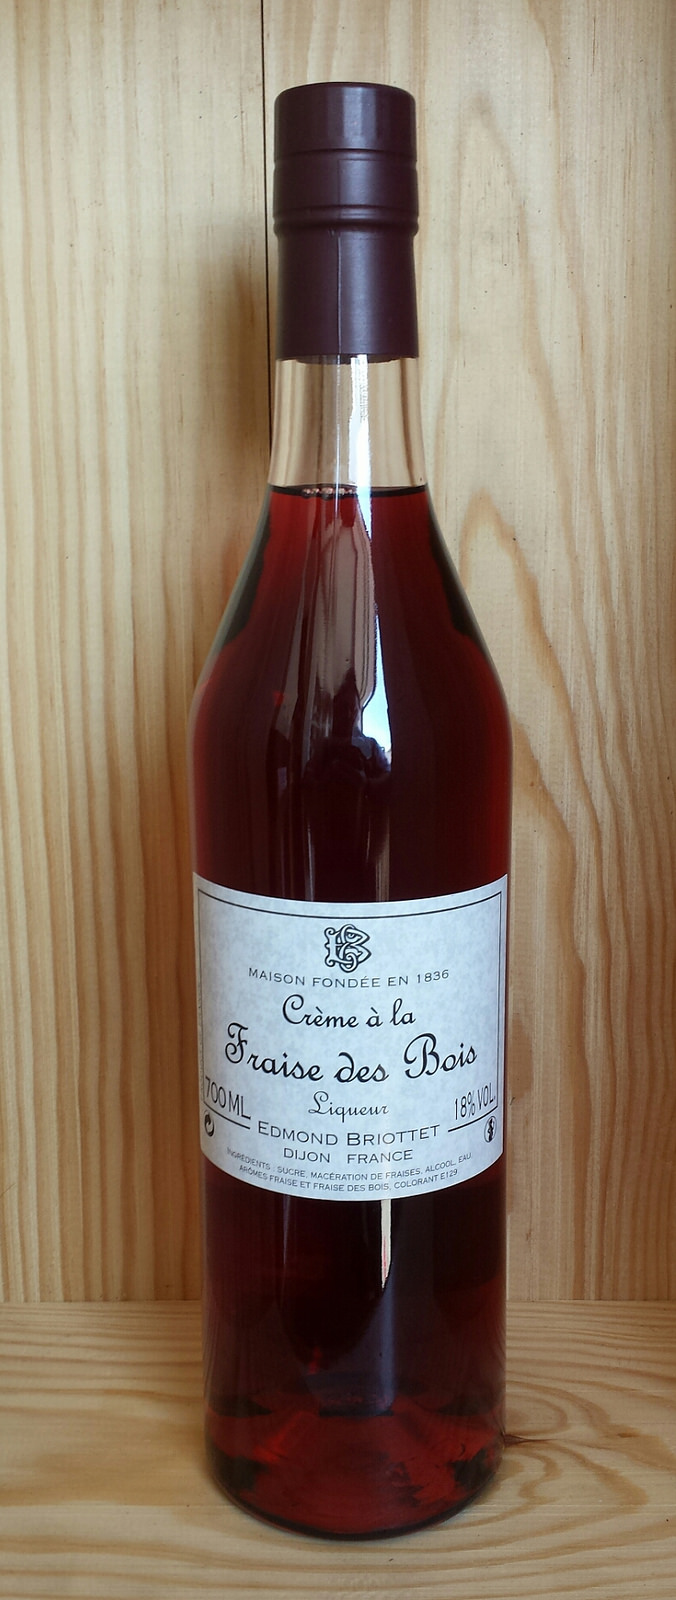 MAISON FONDÉE EN 1836
Crème à la
Fraise des Bois
Liqueur
700 ML
18% VOL.
EDMOND BRIOTTET
DIJON FRANCE
INGRÉDIENTS : SUCRE, MACÉRATION DE FRAISES, ALCOOL, EAU,
ARÔMES FRAISE ET FRAISE DES BOIS, COLORANT E129